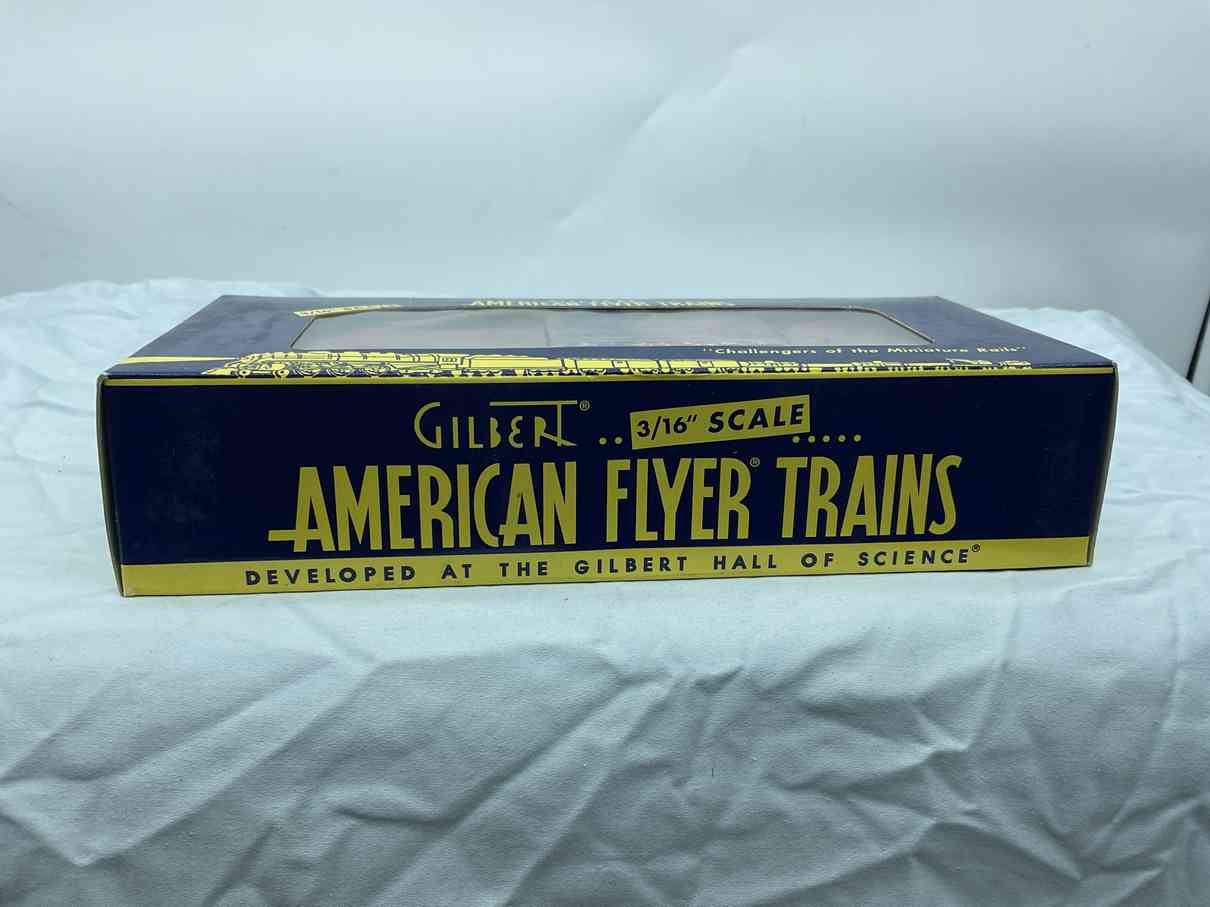 AMERICAN FLYER TRAINS
"Challengers of the Miniature Rails"
GILBERT® .. 3/16" SCALE .....
AMERICAN FLYER® TRAINS
DEVELOPED AT THE GILBERT HALL OF SCIENCE®